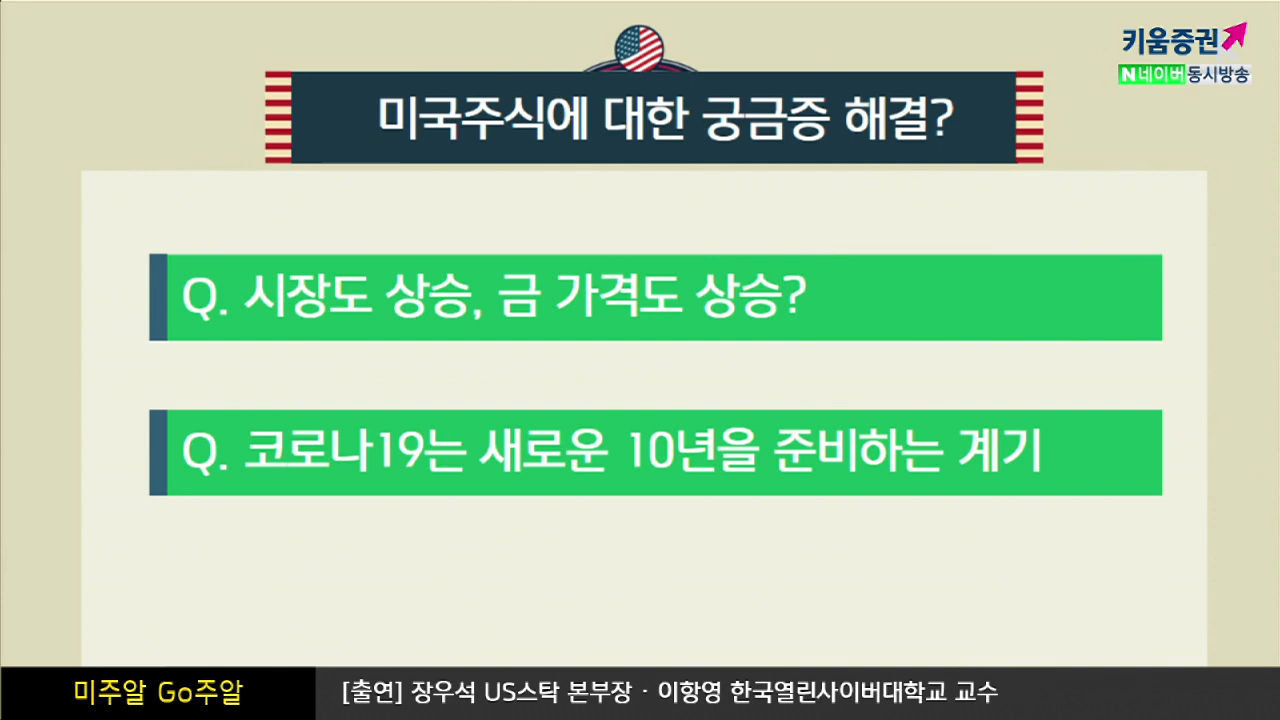 키움증권
N 네이버 동시방송
미국주식에 대한 궁금증 해결?
Q. 시장도 상승, 금 가격도 상승?
Q. 코로나19는 새로운 10년을 준비하는 계기
미주알 Go주알
[출연] 장우석 US스탁 본부장 · 이항영 한국열린사이버대학교 교수